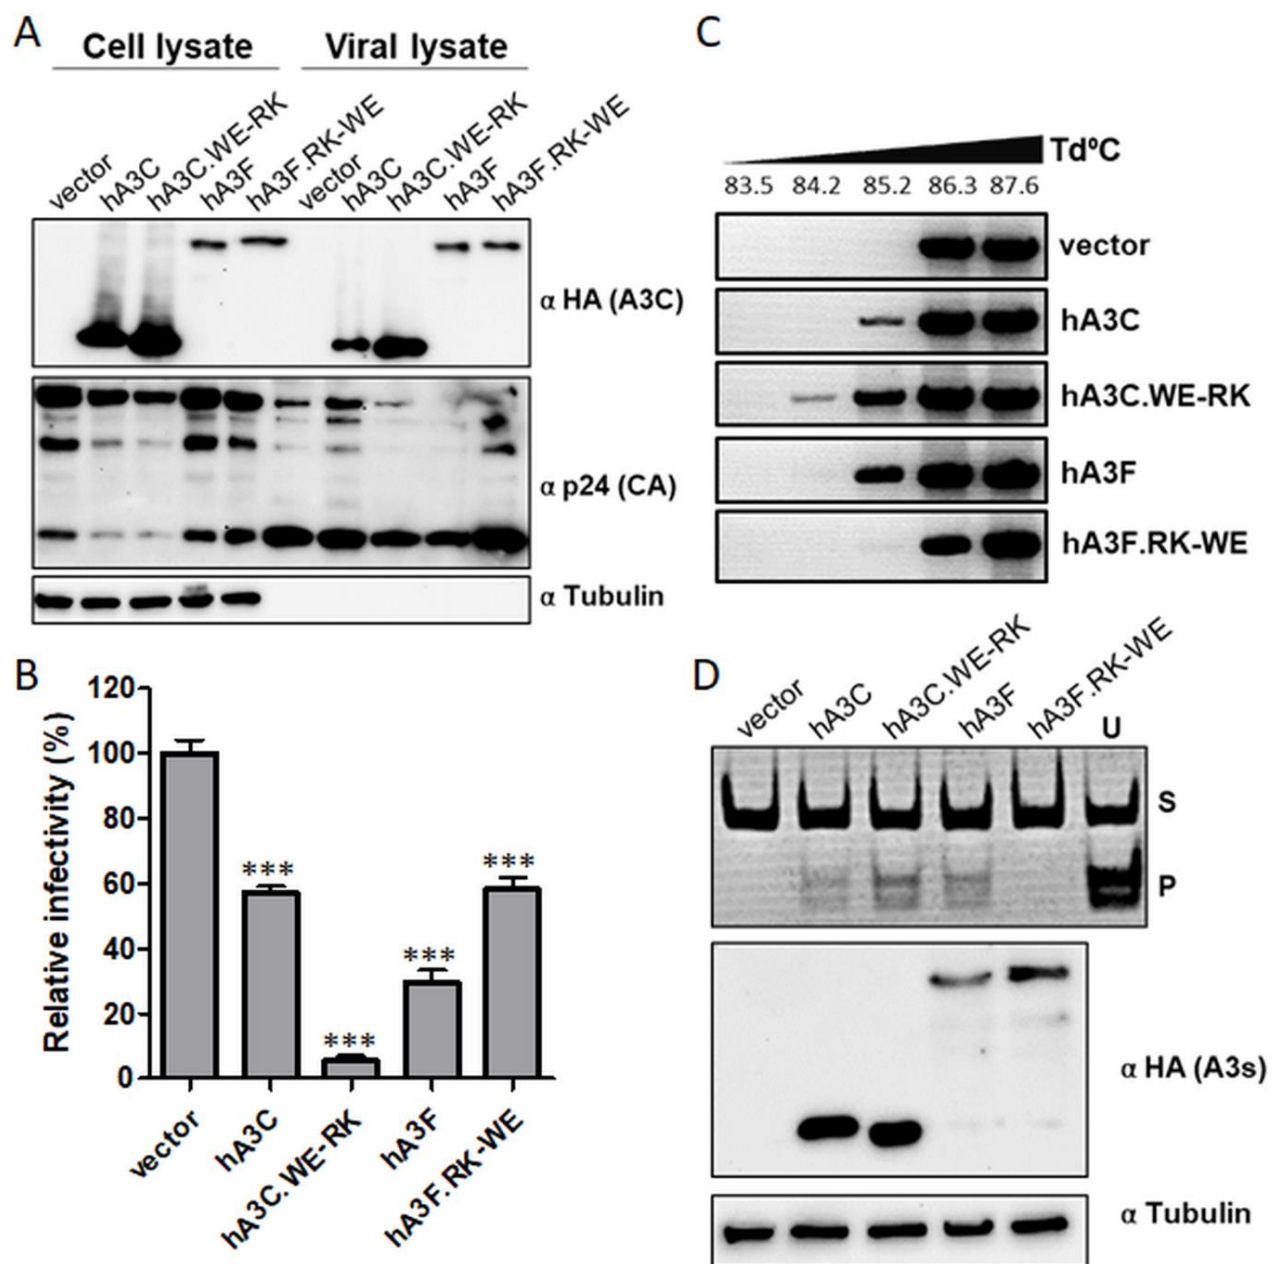 A
Cell lysate Viral lysate
vector hA3C hA3C.WE-RK hA3F hA3F.RK-WE vector hA3C hA3C.WE-RK hA3F hA3F.RK-WE
α HA (A3C)
α p24 (CA)
α Tubulin
B
Relative infectivity (%)
120
100
80
60
40
20
0
***
***
***
***
vector hA3C hA3C.WE-RK hA3F hA3F.RK-WE
C
TdºC
83.5 84.2 85.2 86.3 87.6
vector
hA3C
hA3C.WE-RK
hA3F
hA3F.RK-WE
D
vector hA3C hA3C.WE-RK hA3F hA3F.RK-WE U
S
P
α HA (A3s)
α Tubulin